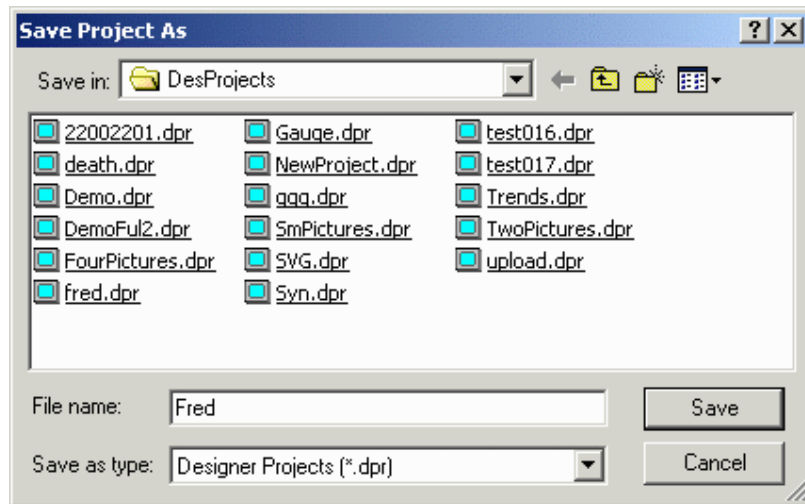 Save Project As
Save in: DesProjects
22002201.dpr Gauge.dpr test016.dpr
death.dpr NewProject.dpr test017.dpr
Demo.dpr qqq.dpr Trends.dpr
DemoFul2.dpr SmPictures.dpr TwoPictures.dpr
FourPictures.dpr SVG.dpr upload.dpr
fred.dpr Syn.dpr
File name: Fred Save
Save as type: Designer Projects (*.dpr) Cancel